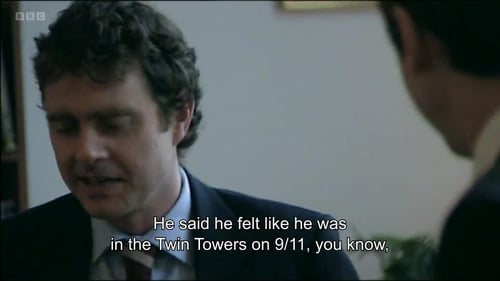 BBC
He said he felt like he was
in the Twin Towers on 9/11, you know,